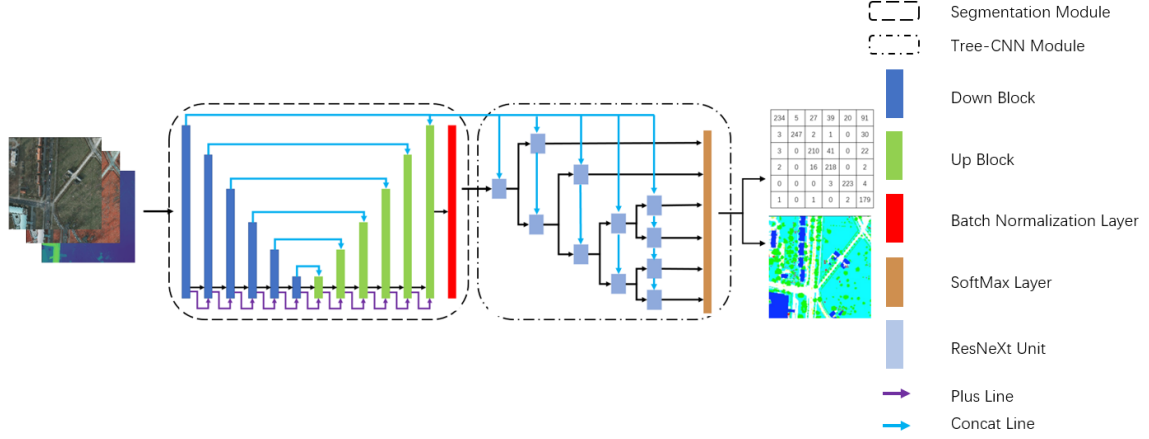 Segmentation Module
Tree-CNN Module
Down Block
Up Block
Batch Normalization Layer
SoftMax Layer
ResNeXt Unit
Plus Line
Concat Line
234 5 27 39 20 91
3 247 2 1 0 30
3 0 210 41 0 22
2 0 16 218 0 2
0 0 0 3 223 4
1 0 1 0 2 179